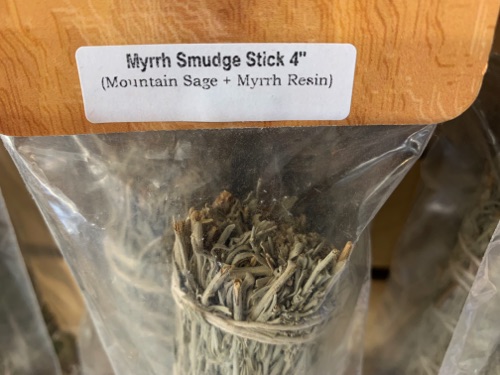 Myrrh Smudge Stick 4"
(Mountain Sage + Myrrh Resin)